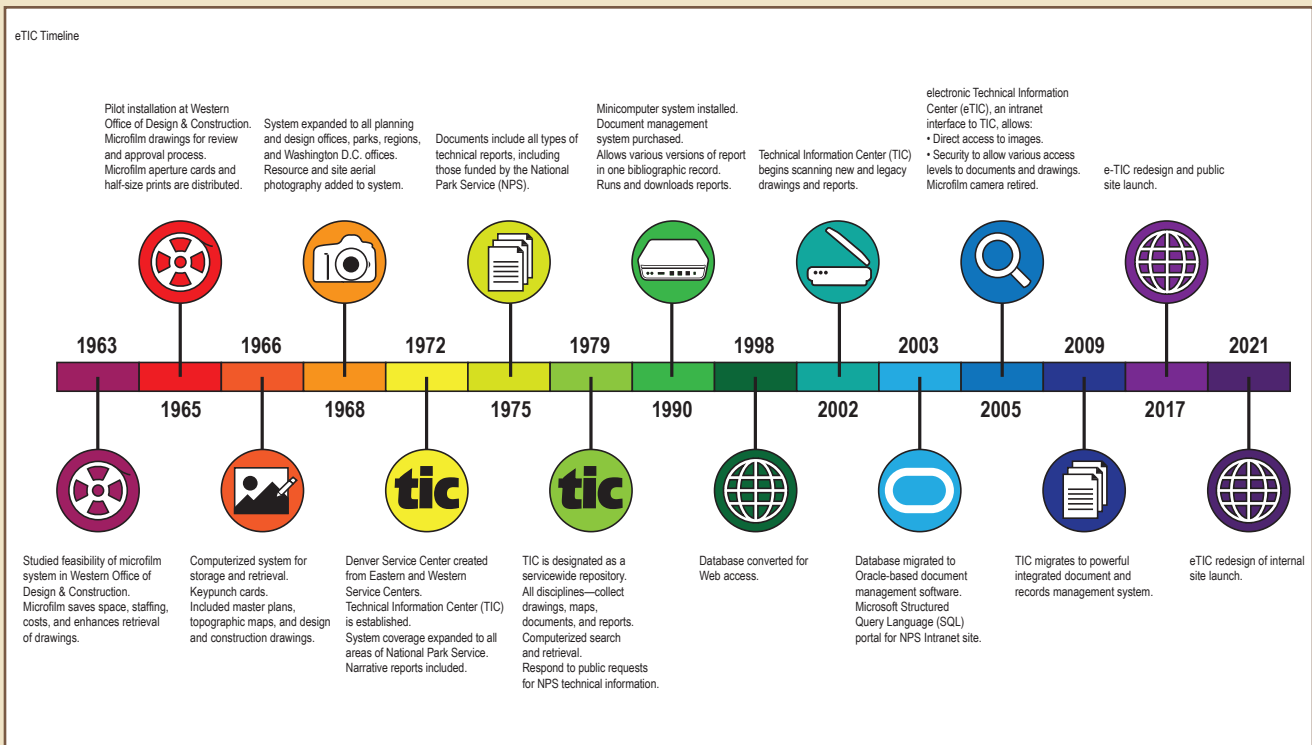 eTIC Timeline
Pilot installation at Western
Office of Design & Construction.
Microfilm drawings for review
and approval process.
Microfilm aperture cards and
half-size prints are distributed.
System expanded to all planning
and design offices, parks, regions,
and Washington D.C. offices.
Resource and site aerial
photography added to system.
Documents include all types of
technical reports, including
those funded by the National
Park Service (NPS).
Minicomputer system installed.
Document management
system purchased.
Allows various versions of report
in one bibliographic record.
Runs and downloads reports.
Technical Information Center (TIC)
begins scanning new and legacy
drawings and reports.
electronic Technical Information
Center (eTIC), an intranet
interface to TIC, allows:
• Direct access to images.
• Security to allow various access
levels to documents and drawings.
Microfilm camera retired.
e-TIC redesign and public
site launch.
1963
1966
1972
1979
1998
2003
2009
2021
1965
1968
1975
1990
2002
2005
2017
tic
tic
Studied feasibility of microfilm
system in Western Office of
Design & Construction.
Microfilm saves space, staffing,
costs, and enhances retrieval
of drawings.
Computerized system for
storage and retrieval.
Keypunch cards.
Included master plans,
topographic maps, and design
and construction drawings.
Denver Service Center created
from Eastern and Western
Service Centers.
Technical Information Center (TIC)
is established.
System coverage expanded to all
areas of National Park Service.
Narrative reports included.
TIC is designated as a
servicewide repository.
All disciplines—collect
drawings, maps,
documents, and reports.
Computerized search
and retrieval.
Respond to public requests
for NPS technical information.
Database converted for
Web access.
Database migrated to
Oracle-based document
management software.
Microsoft Structured
Query Language (SQL)
portal for NPS Intranet site.
TIC migrates to powerful
integrated document and
records management system.
eTIC redesign of internal
site launch.